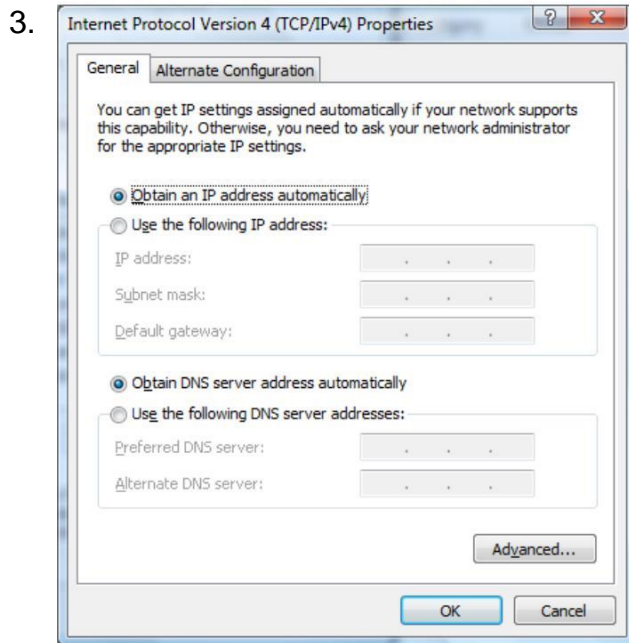 3.
Internet Protocol Version 4 (TCP/IPv4) Properties
General Alternate Configuration
You can get IP settings assigned automatically if your network supports
this capability. Otherwise, you need to ask your network administrator
for the appropriate IP settings.
Obtain an IP address automatically
Use the following IP address:
IP address:
Subnet mask:
Default gateway:
Obtain DNS server address automatically
Use the following DNS server addresses:
Preferred DNS server:
Alternate DNS server:
Advanced...
OK Cancel